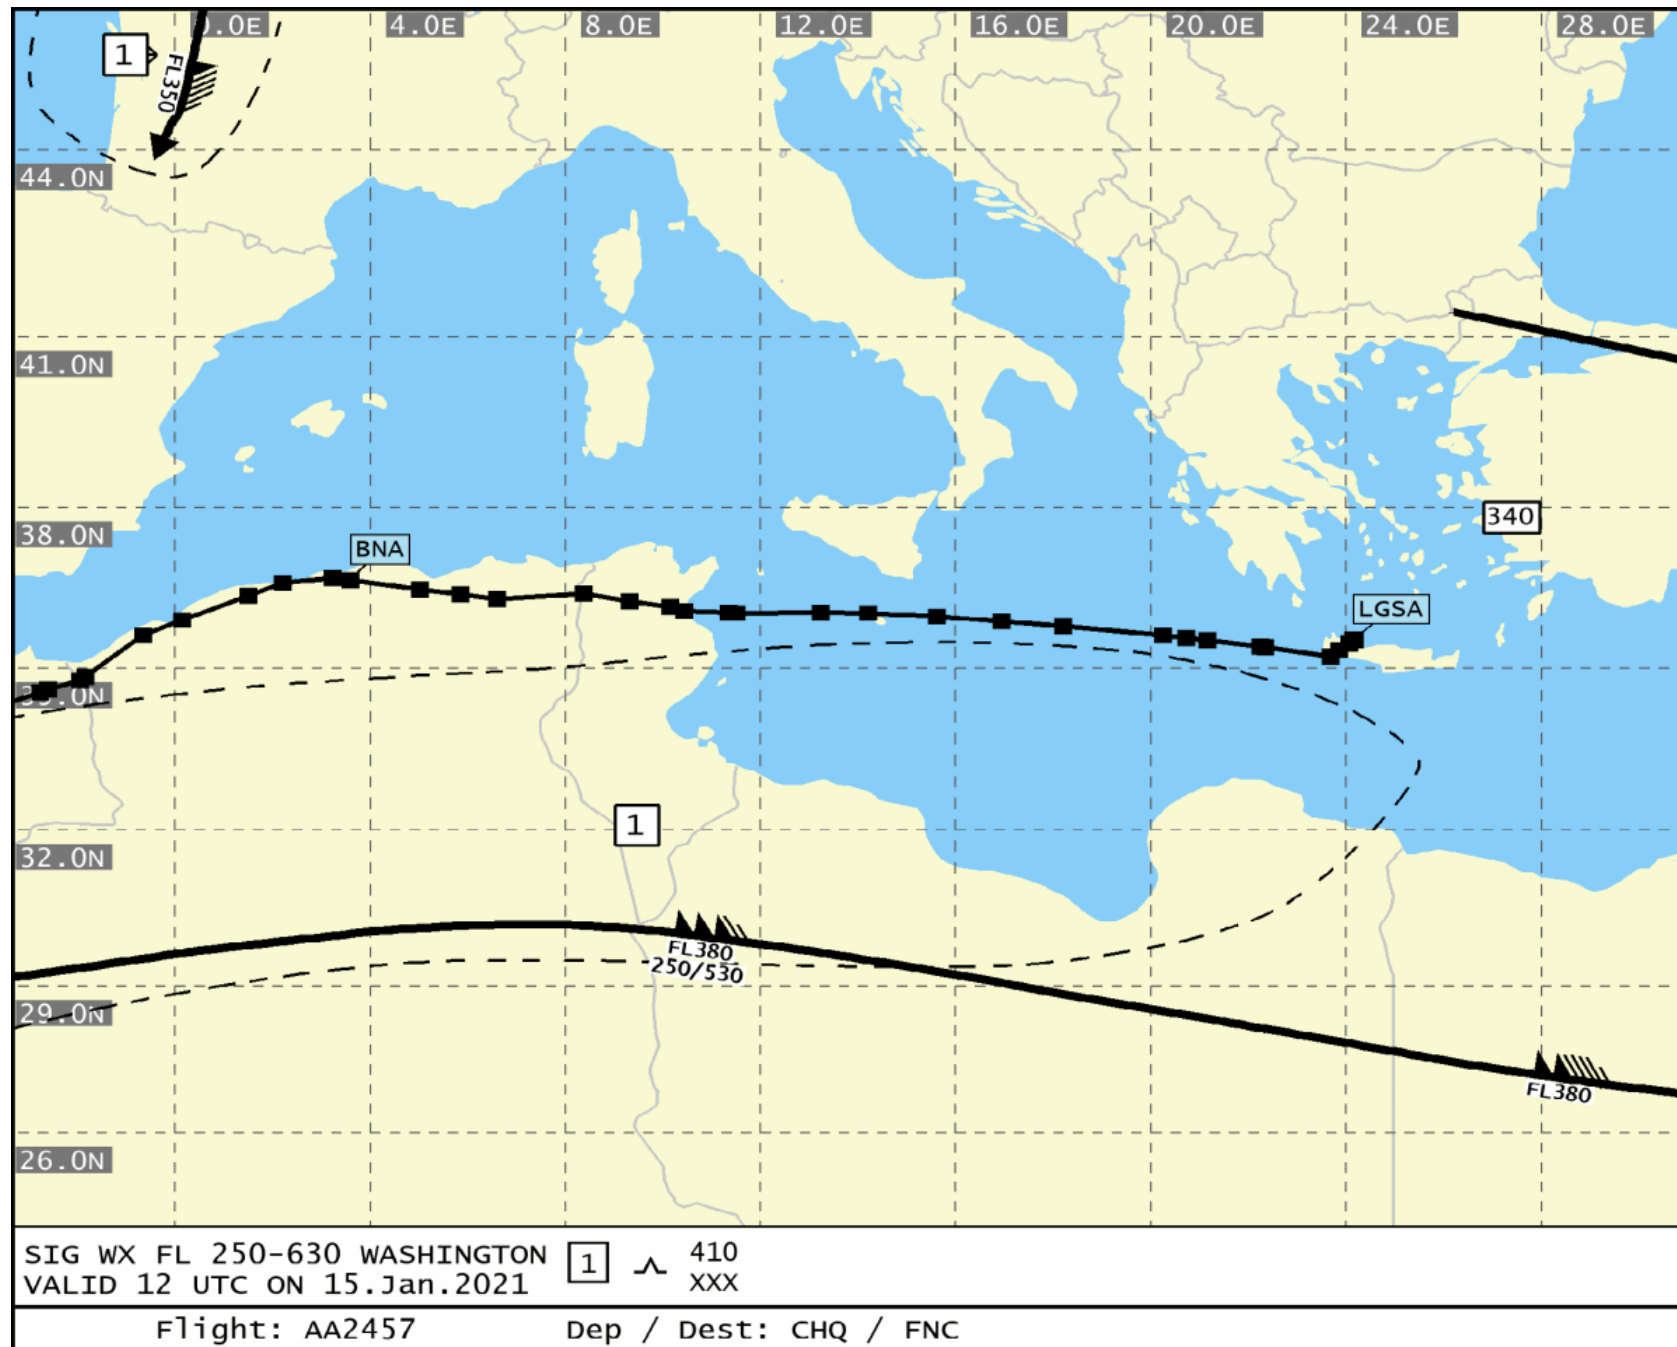 0.0E 4.0E 8.0E 12.0E 16.0E 20.0E 24.0E 28.0E
1
FL350
44.0N
41.0N
38.0N
340
BNA
LGSA
35.0N
1
32.0N
FL380
250/530
29.0N
FL380
26.0N
SIG WX FL 250-630 WASHINGTON
VALID 12 UTC ON 15.Jan.2021
1
410
XXX
Flight: AA2457 Dep / Dest: CHQ / FNC